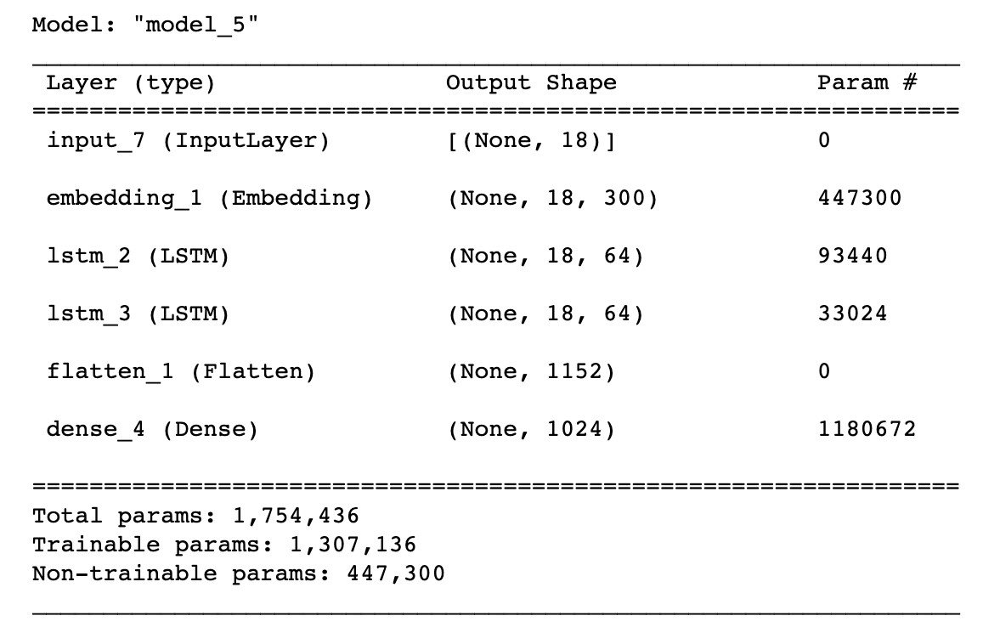 Model: "model_5"
Layer (type) Output Shape Param #
=================================================================
input_7 (InputLayer) [(None, 18)] 0
embedding_1 (Embedding) (None, 18, 300) 447300
lstm_2 (LSTM) (None, 18, 64) 93440
lstm_3 (LSTM) (None, 18, 64) 33024
flatten_1 (Flatten) (None, 1152) 0
dense_4 (Dense) (None, 1024) 1180672
=================================================================
Total params: 1,754,436
Trainable params: 1,307,136
Non-trainable params: 447,300